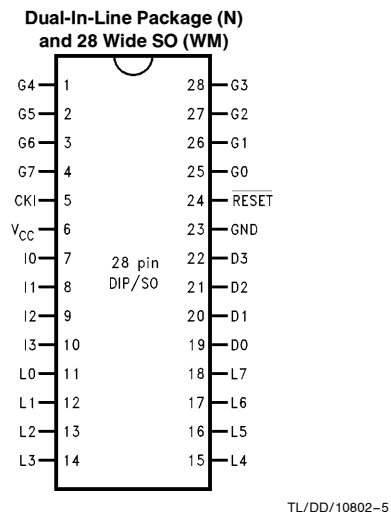 Dual-In-Line Package (N)
and 28 Wide SO (WM)
G4 1 28 G3
G5 2 27 G2
G6 3 26 G1
G7 4 25 G0
CKI 5 24 RESET
VCC 6 23 GND
I0 7 22 D3
28 pin
I1 8 21 D2
DIP/SO
I2 9 20 D1
I3 10 19 D0
L0 11 18 L7
L1 12 17 L6
L2 13 16 L5
L3 14 15 L4
TL/DD/10802–5